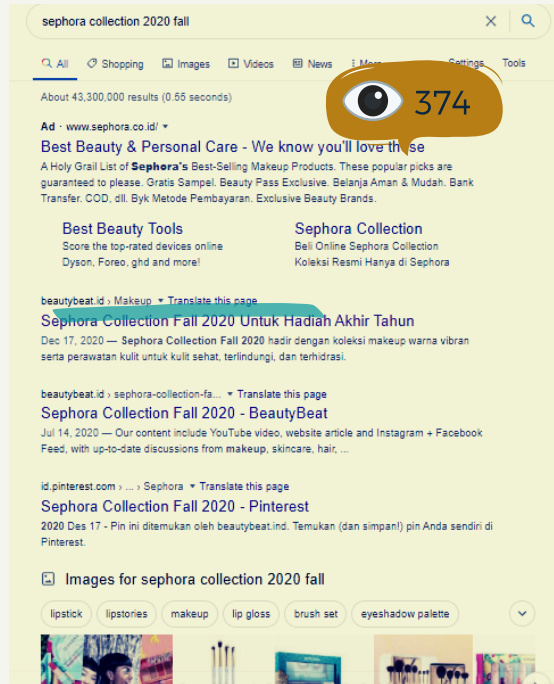 sephora collection 2020 fall
All Shopping Images Videos News More Settings Tools
About 43,300,000 results (0.55 seconds)
374
Ad · www.sephora.co.id/
Best Beauty & Personal Care - We know you'll love these
A Holy Grail List of Sephora's Best-Selling Makeup Products. These popular picks are
guaranteed to please. Gratis Sampel. Beauty Pass Exclusive. Belanja Aman & Mudah. Bank
Transfer. COD, dll. Byk Metode Pembayaran. Exclusive Beauty Brands.
Best Beauty Tools
Score the top-rated devices online
Dyson, Foreo, ghd and more!
Sephora Collection
Beli Online Sephora Collection
Koleksi Resmi Hanya di Sephora
beautybeat.id › Makeup Translate this page
Sephora Collection Fall 2020 Untuk Hadiah Akhir Tahun
Dec 17, 2020 — Sephora Collection Fall 2020 hadir dengan koleksi makeup warna vibran
serta perawatan kulit untuk kulit sehat, terlindungi, dan terhidrasi.
beautybeat.id › sephora-collection-fa... Translate this page
Sephora Collection Fall 2020 - BeautyBeat
Jul 14, 2020 — Our content include YouTube video, website article and Instagram + Facebook
Feed, with up-to-date discussions from makeup, skincare, hair, ...
id.pinterest.com › ... › Sephora Translate this page
Sephora Collection Fall 2020 - Pinterest
2020 Des 17 - Pin ini ditemukan oleh beautybeat.ind. Temukan (dan simpan!) pin Anda sendiri di
Pinterest.
Images for sephora collection 2020 fall
lipstick lipstories makeup lip gloss brush set eyeshadow palette